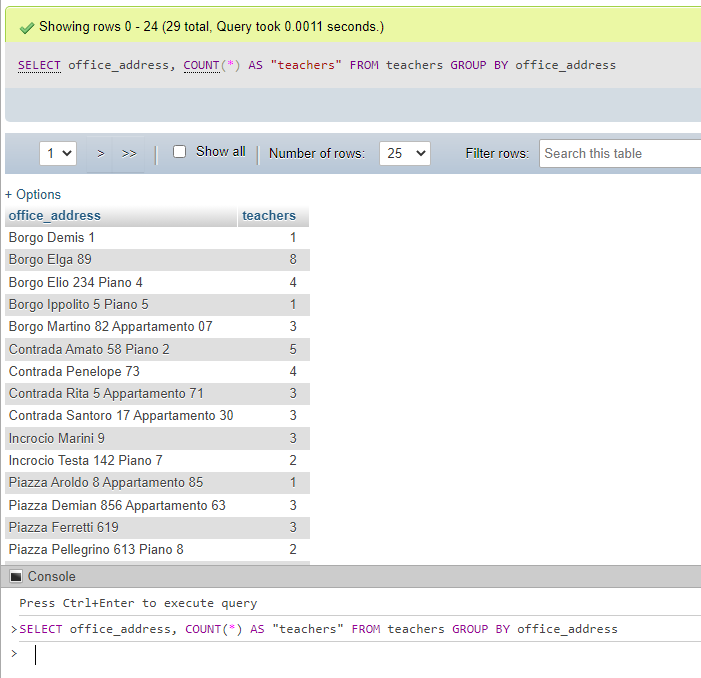 Showing rows 0 - 24 (29 total, Query took 0.0011 seconds.)
SELECT office_address, COUNT(*) AS "teachers" FROM teachers GROUP BY office_address
1 > >> | Show all | Number of rows: 25 Filter rows: Search this table
+ Options
office_address teachers
Borgo Demis 1 1
Borgo Elga 89 8
Borgo Elio 234 Piano 4 4
Borgo Ippolito 5 Piano 5 1
Borgo Martino 82 Appartamento 07 3
Contrada Amato 58 Piano 2 5
Contrada Penelope 73 4
Contrada Rita 5 Appartamento 71 3
Contrada Santoro 17 Appartamento 30 3
Incrocio Marini 9 3
Incrocio Testa 142 Piano 7 2
Piazza Aroldo 8 Appartamento 85 1
Piazza Demian 856 Appartamento 63 3
Piazza Ferretti 619 3
Piazza Pellegrino 613 Piano 8 2
Console
Press Ctrl+Enter to execute query
>SELECT office_address, COUNT(*) AS "teachers" FROM teachers GROUP BY office_address
>